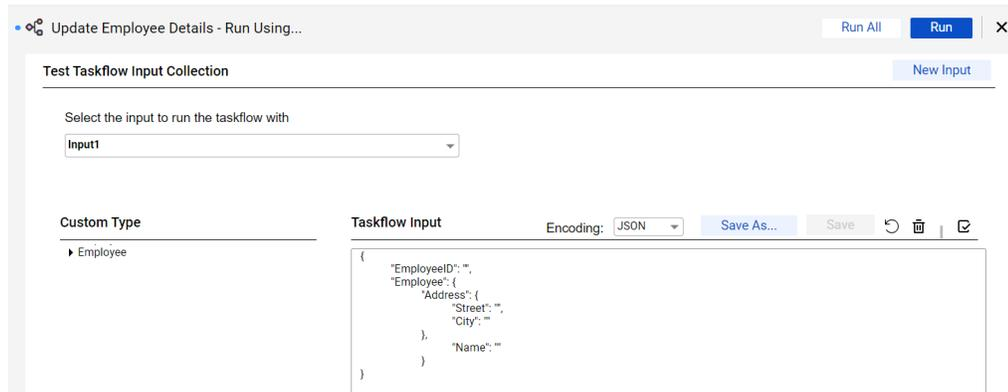 Update Employee Details - Run Using...
Run All
Run
Test Taskflow Input Collection
New Input
Select the input to run the taskflow with
Input1
Custom Type
Taskflow Input
Encoding:
JSON
Save As...
Save
Employee
{
"EmployeeID": "",
"Employee": {
"Address": {
"Street": "",
"City": ""
},
"Name": ""
}
}